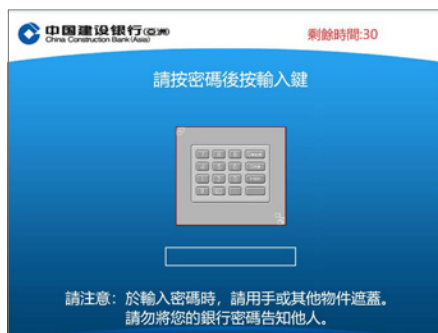 中国建设银行(亞洲)
China Construction Bank (Asia)
剩餘時間:30
請按密碼後按輸入鍵
請注意：於輸入密碼時，請用手或其他物件遮蓋。
請勿將您的銀行密碼告知他人。